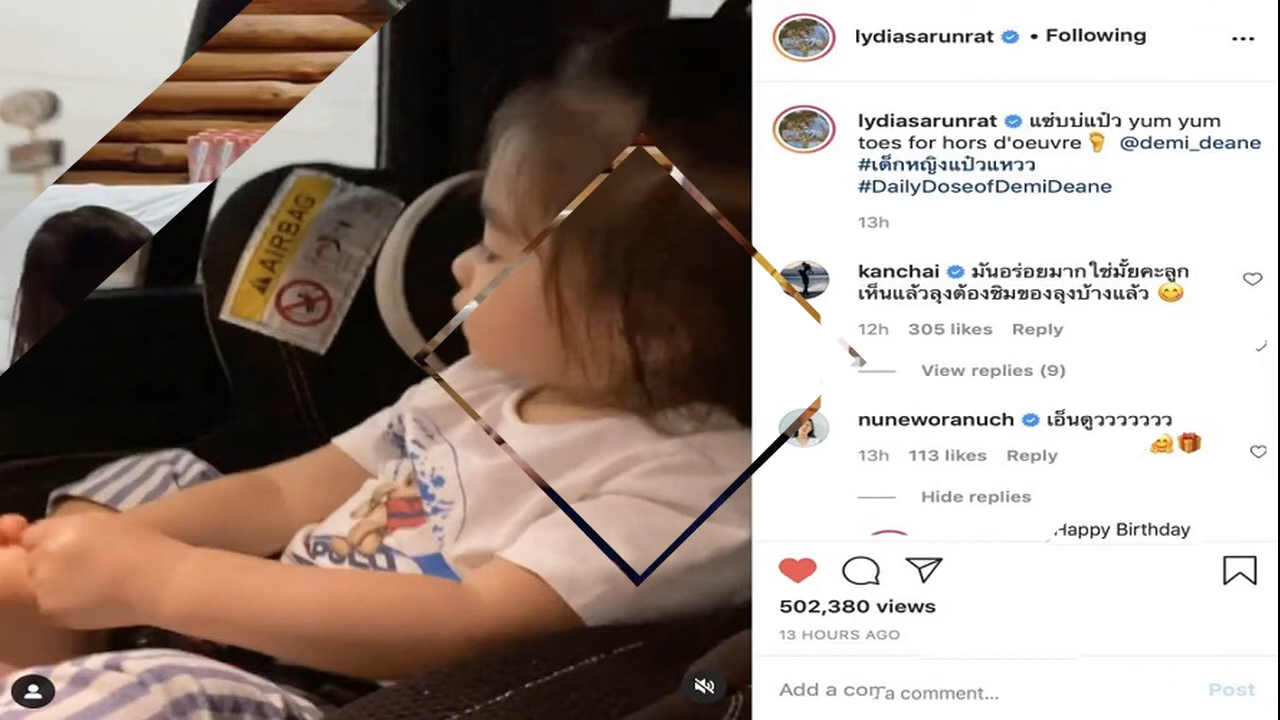 AIRBAG
POLO
lydiasarunrat • Following
lydiasarunrat แซ่บบ่แป๋ว yum yum
toes for hors d'oeuvre🦶 @demi_deane
#เด็กหญิงแป๋วแหวว
#DailyDoseofDemiDeane
13h
kanchai มันอร่อยมากใช่มั้ยคะลูก
เห็นแล้วลุงต้องชิมของลุงบ้างแล้ว 😋
12h 305 likes Reply
View replies (9)
nuneworanuch เอ็นดูววววววว
🤗🎁
13h 113 likes Reply
Hide replies
Happy Birthday
502,380 views
13 HOURS AGO
Add a com
a comment...
Post